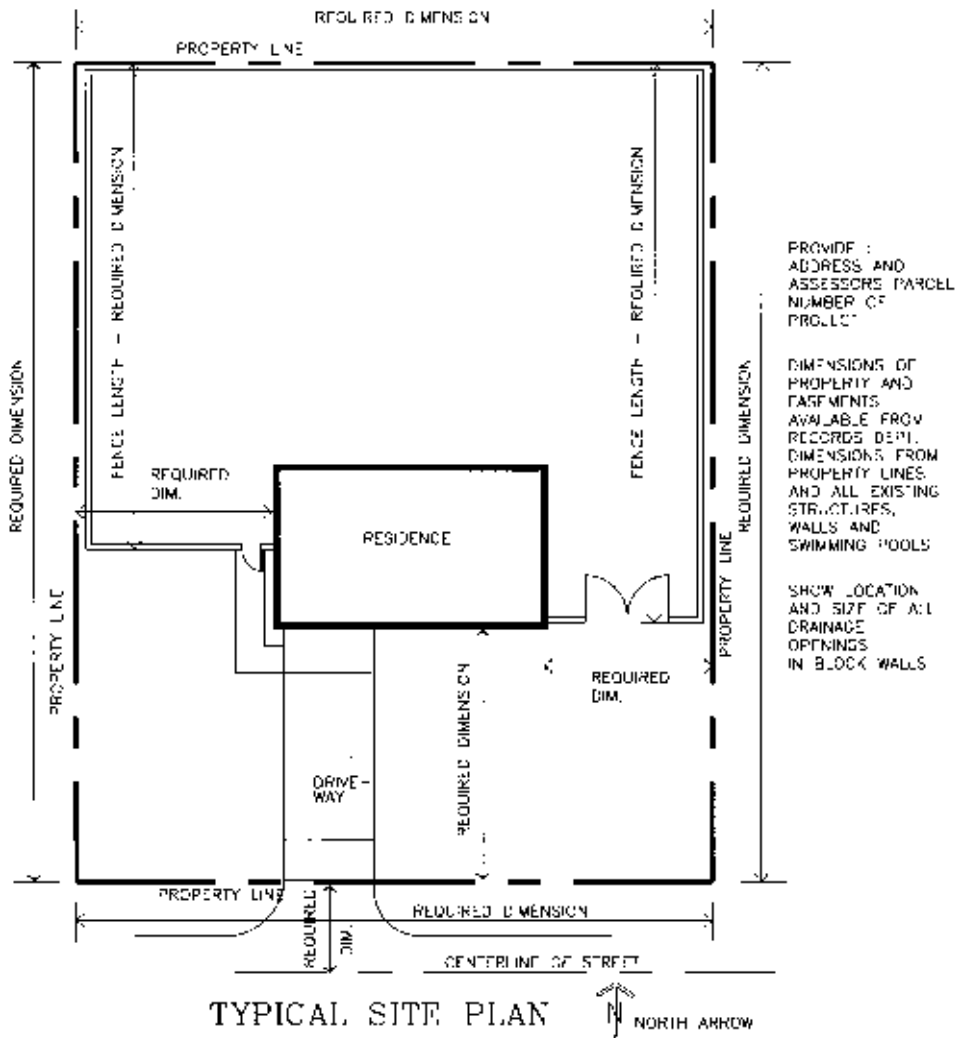 REQUIRED DIMENSION
PROPERTY LINE
FENCE LENGTH - REQUIRED DIMENSION
FENCE LENGTH - REQUIRED DIMENSION
REQUIRED DIMENSION
REQUIRED DIMENSION
PROVIDE :
ADDRESS AND
ASSESSORS PARCEL
NUMBER OF
PROJECT
DIMENSIONS OF
PROPERTY AND
EASEMENTS
AVAILABLE FROM
RECORDS DEPT.
DIMENSIONS FROM
PROPERTY LINES
AND ALL EXISTING
STRUCTURES,
WALLS AND
SWIMMING POOLS
SHOW LOCATION
AND SIZE OF ALL
DRAINAGE
OPENINGS
IN BLOCK WALLS
REQUIRED
DIM.
RESIDENCE
PROPERTY LINE
PROPERTY LINE
REQUIRED DIMENSION
REQUIRED
DIM.
DRIVE-
WAY
PROPERTY LINE
REQUIRED
DIM.
REQUIRED DIMENSION
CENTERLINE OF STREET
TYPICAL SITE PLAN
N
NORTH ARROW